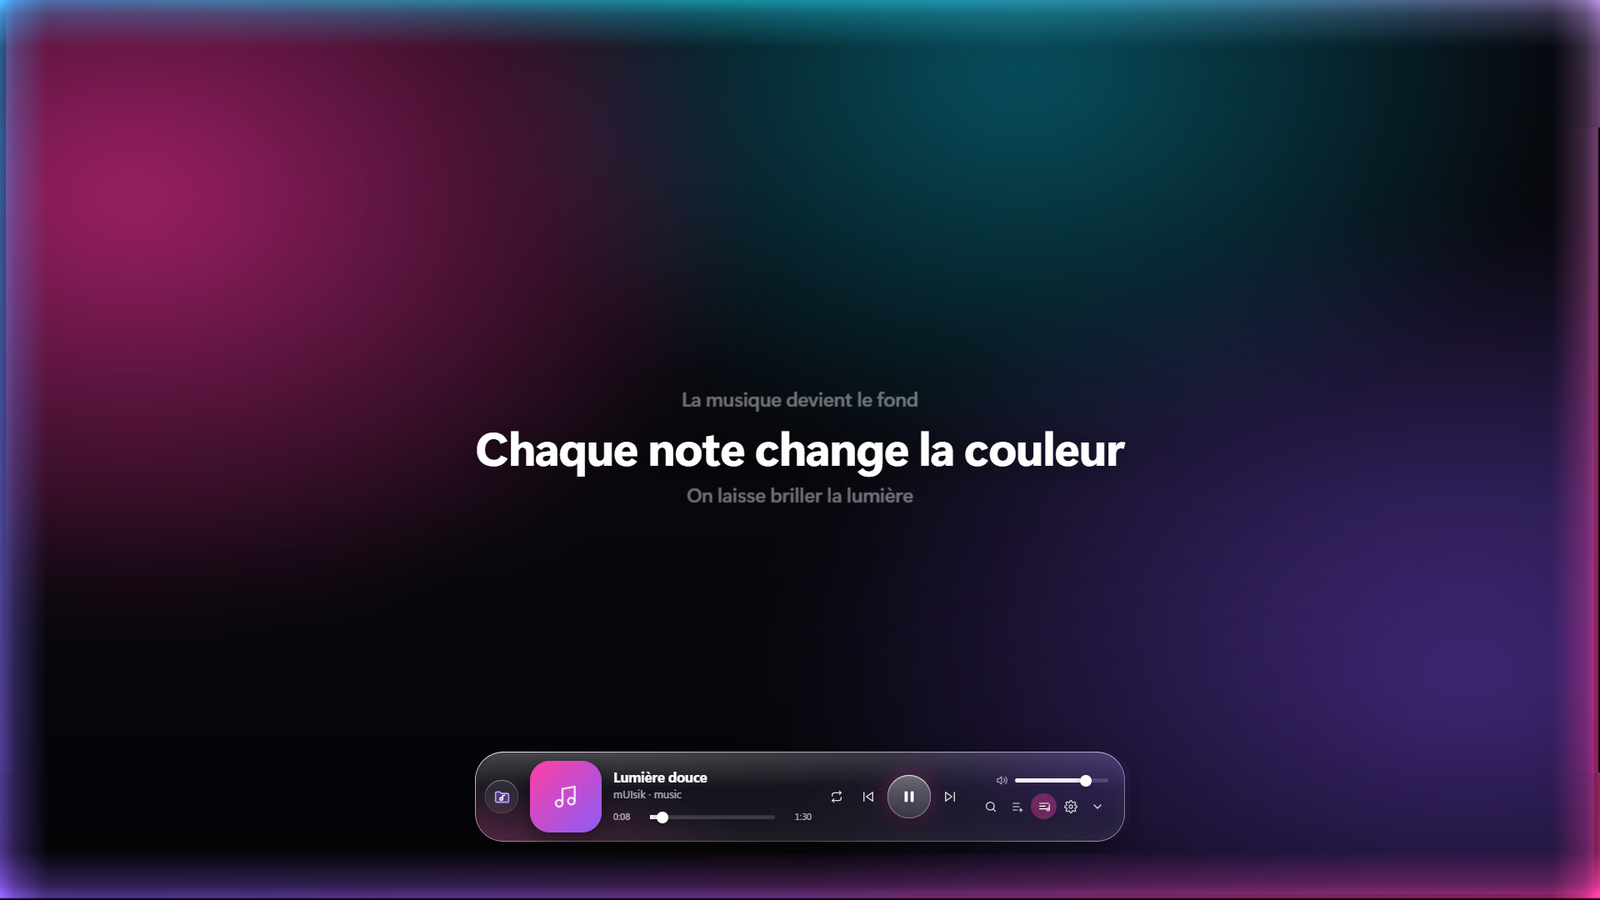 La musique devient le fond
Chaque note change la couleur
On laisse briller la lumière
Lumière douce
mUIsik · music
0:08
1:30